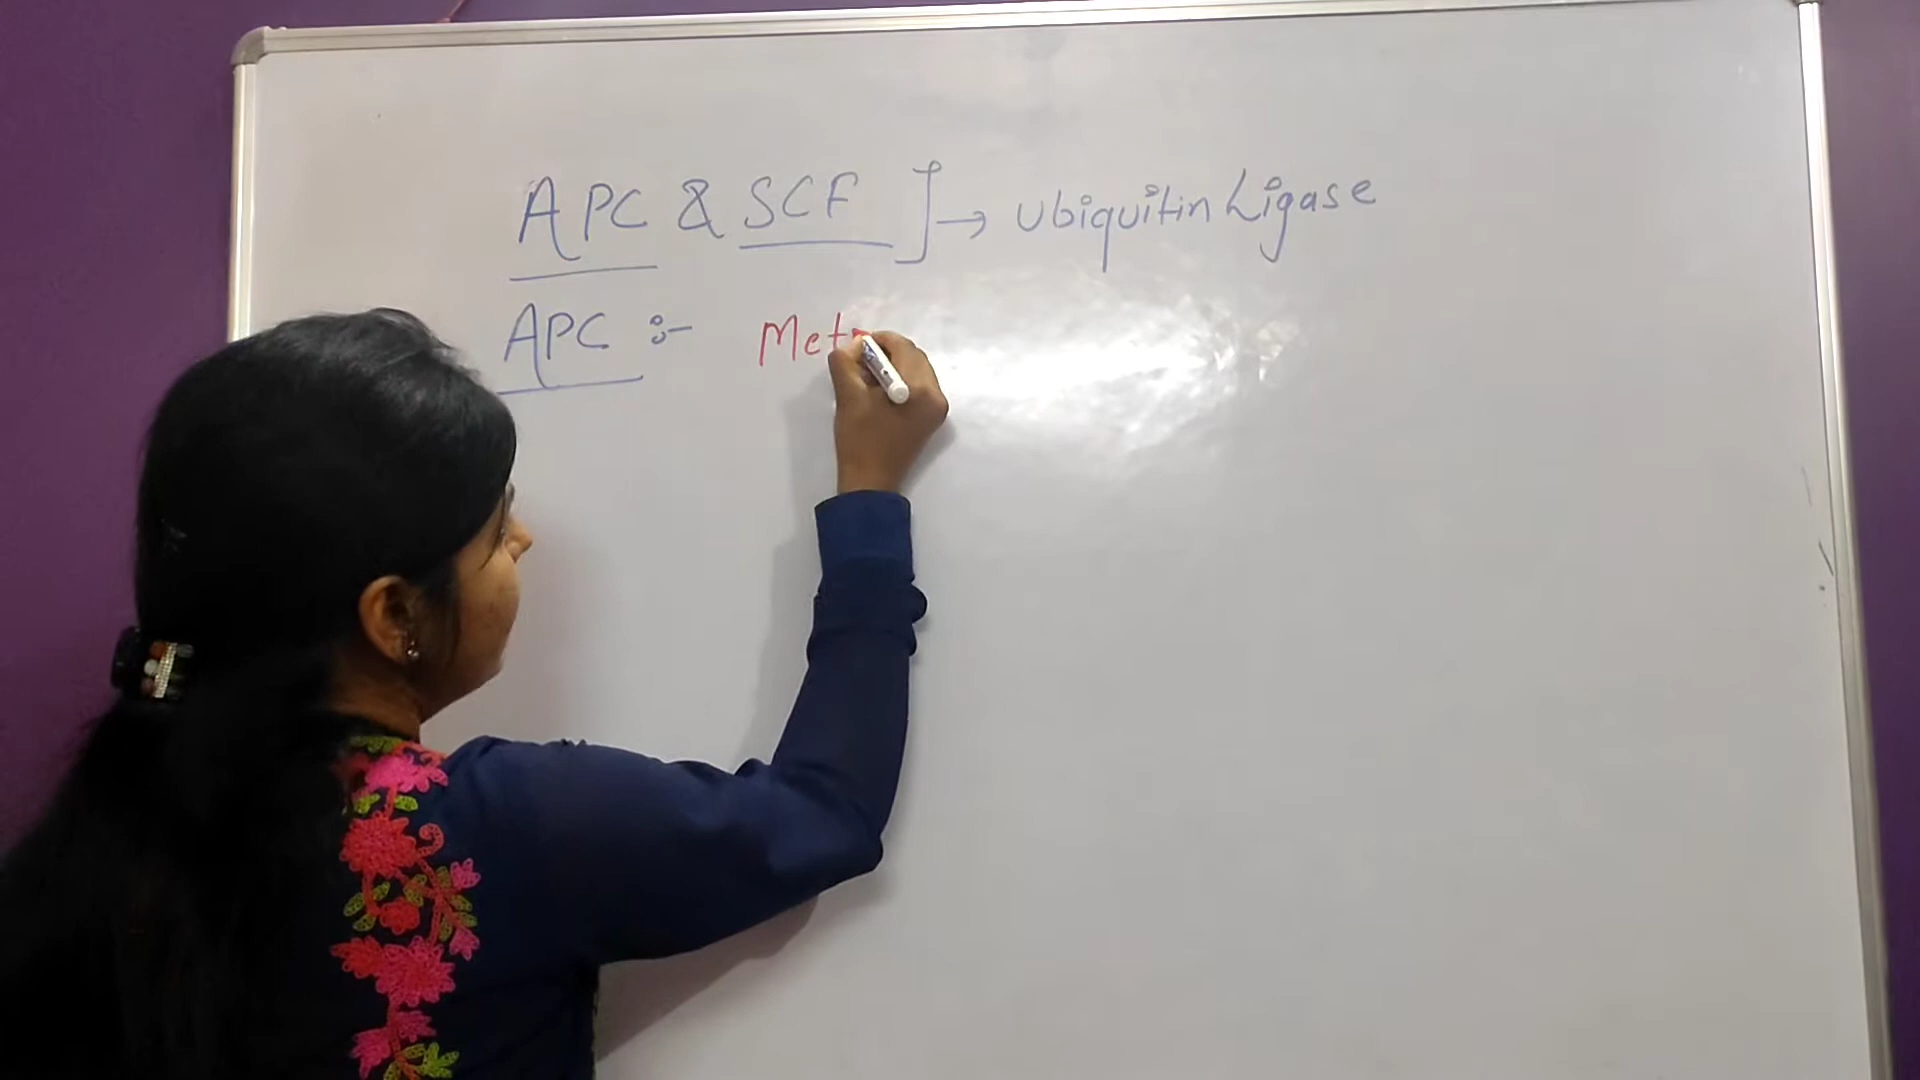 APC & SCF ] → Ubiquitin Ligase
APC :- Met